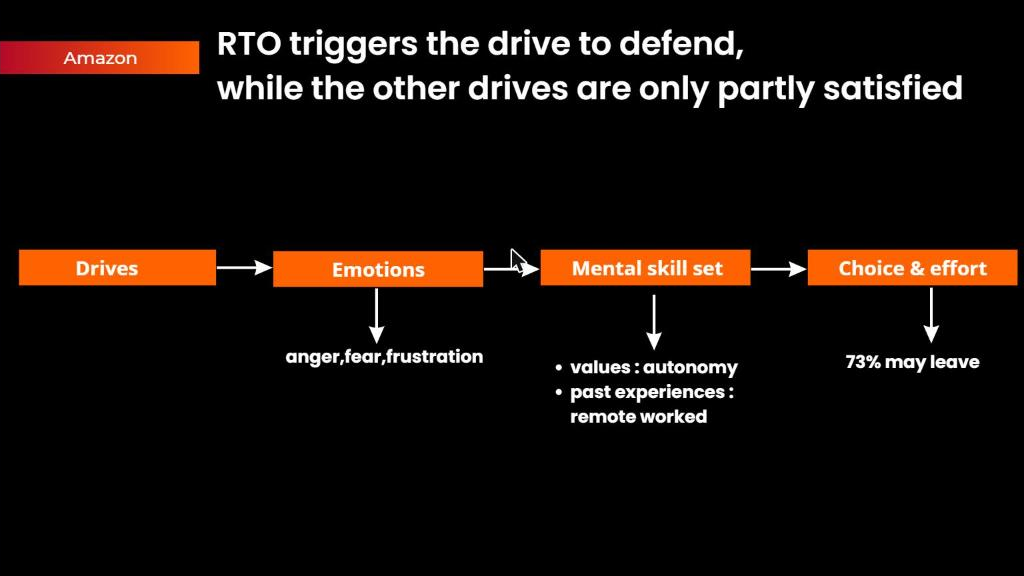 Amazon
RTO triggers the drive to defend,
while the other drives are only partly satisfied
Drives
Emotions
Mental skill set
Choice & effort
anger,fear,frustration
• values : autonomy
• past experiences :
remote worked
73% may leave